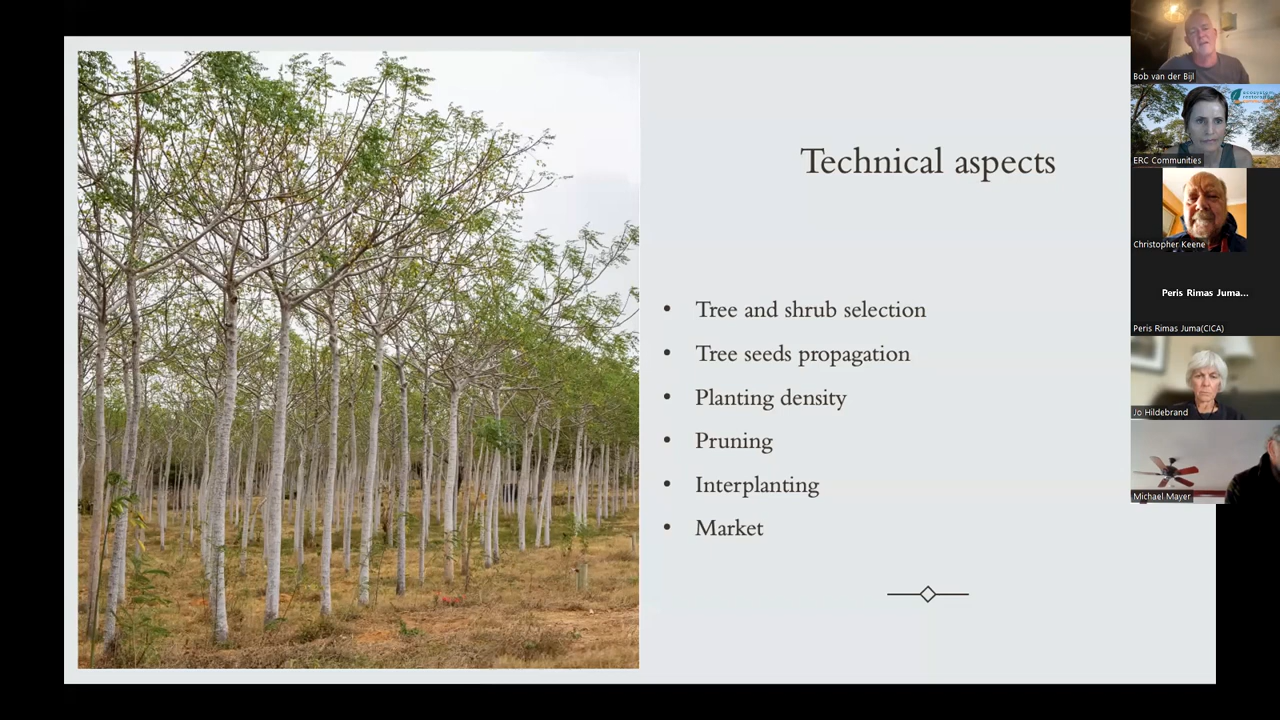 Technical aspects
• Tree and shrub selection
• Tree seeds propagation
• Planting density
• Pruning
• Interplanting
• Market
Bob van der Bijl
ERC Communities
Christopher Keene
Peris Rimas Juma...
Peris Rimas Juma(CICA)
Jo Hildebrand
Michael Mayer